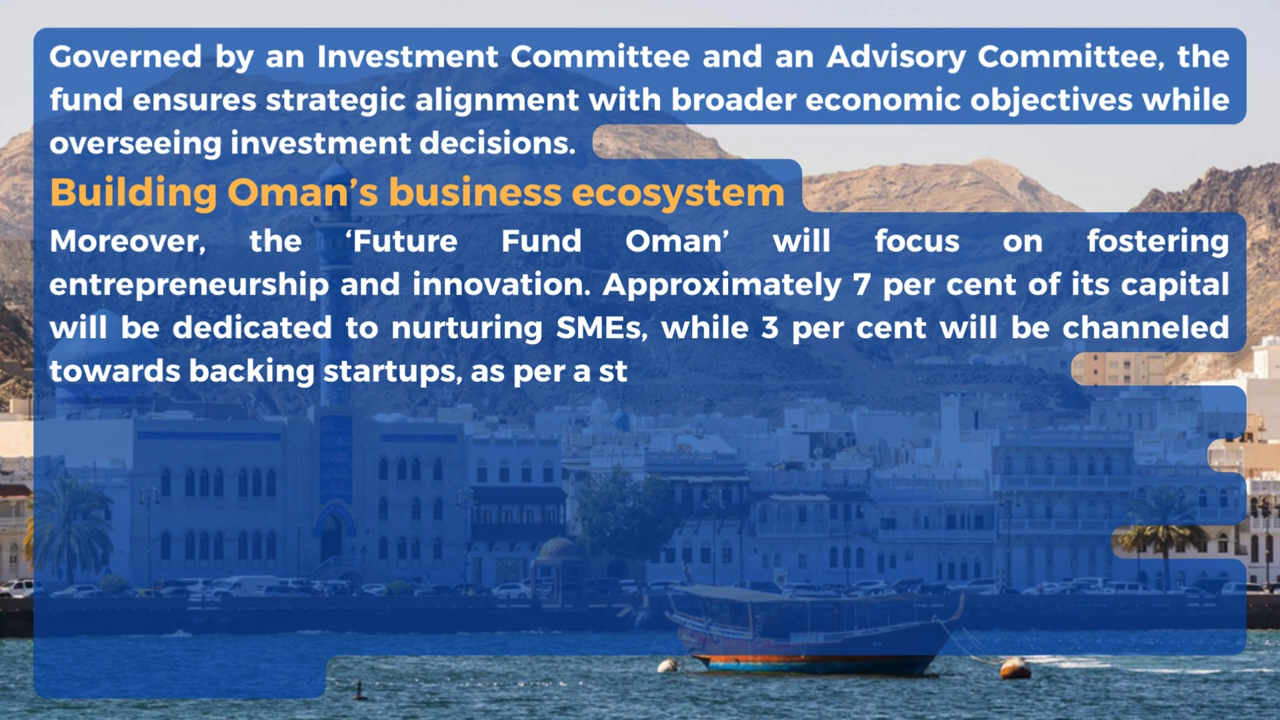 Governed by an Investment Committee and an Advisory Committee, the
fund ensures strategic alignment with broader economic objectives while
overseeing investment decisions.
Building Oman’s business ecosystem
Moreover, the ‘Future Fund Oman’ will focus on fostering
entrepreneurship and innovation. Approximately 7 per cent of its capital
will be dedicated to nurturing SMEs, while 3 per cent will be channeled
towards backing startups, as per a st